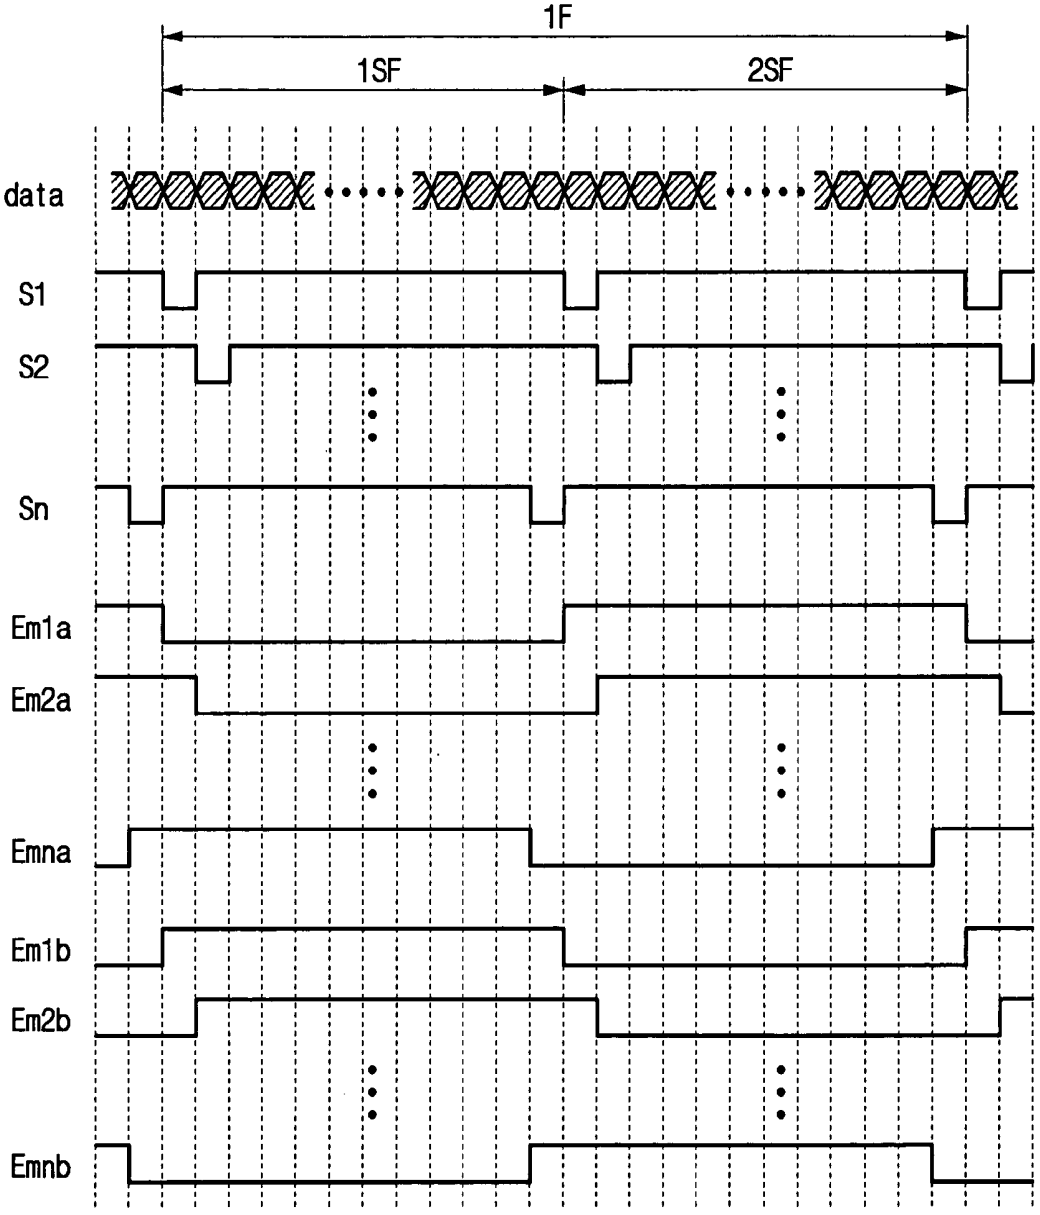 1F
1SF
2SF
data
S1
S2
Sn
Em1a
Em2a
Emna
Em1b
Em2b
Emnb